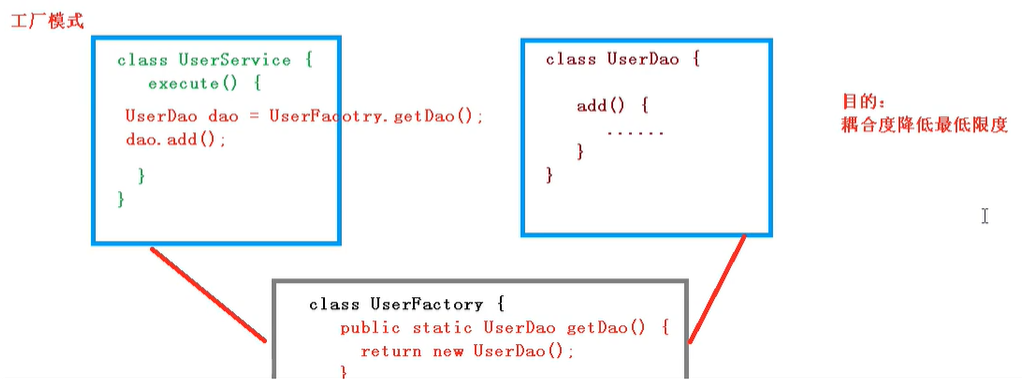 工厂模式
class UserService {
execute() {
UserDao dao = UserFacotry.getDao();
dao.add();
}
}
class UserDao {
add() {
......
}
}
目的:
耦合度降低最低限度
class UserFactory {
public static UserDao getDao() {
return new UserDao();
}